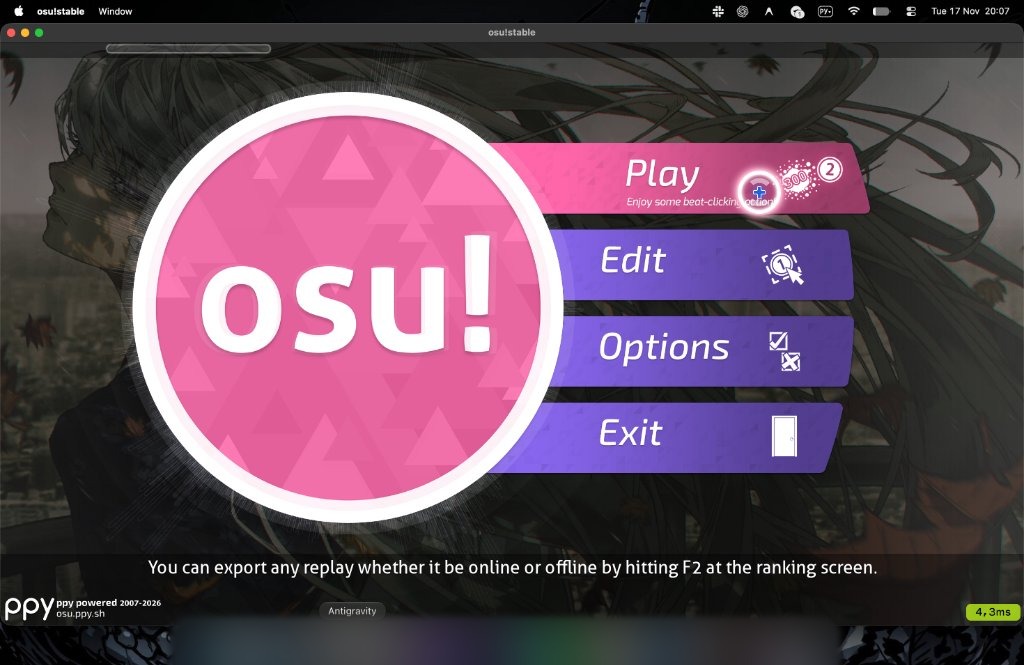 osu!stable Window
РУ•
Tue 17 Nov 20:07
osu!stable
osu!
Play
Enjoy some beat-clicking action!
300
2
Edit
1
Options
Exit
You can export any replay whether it be online or offline by hitting F2 at the ranking screen.
ppy ppy powered 2007-2026
osu.ppy.sh
Antigravity
4,3ms